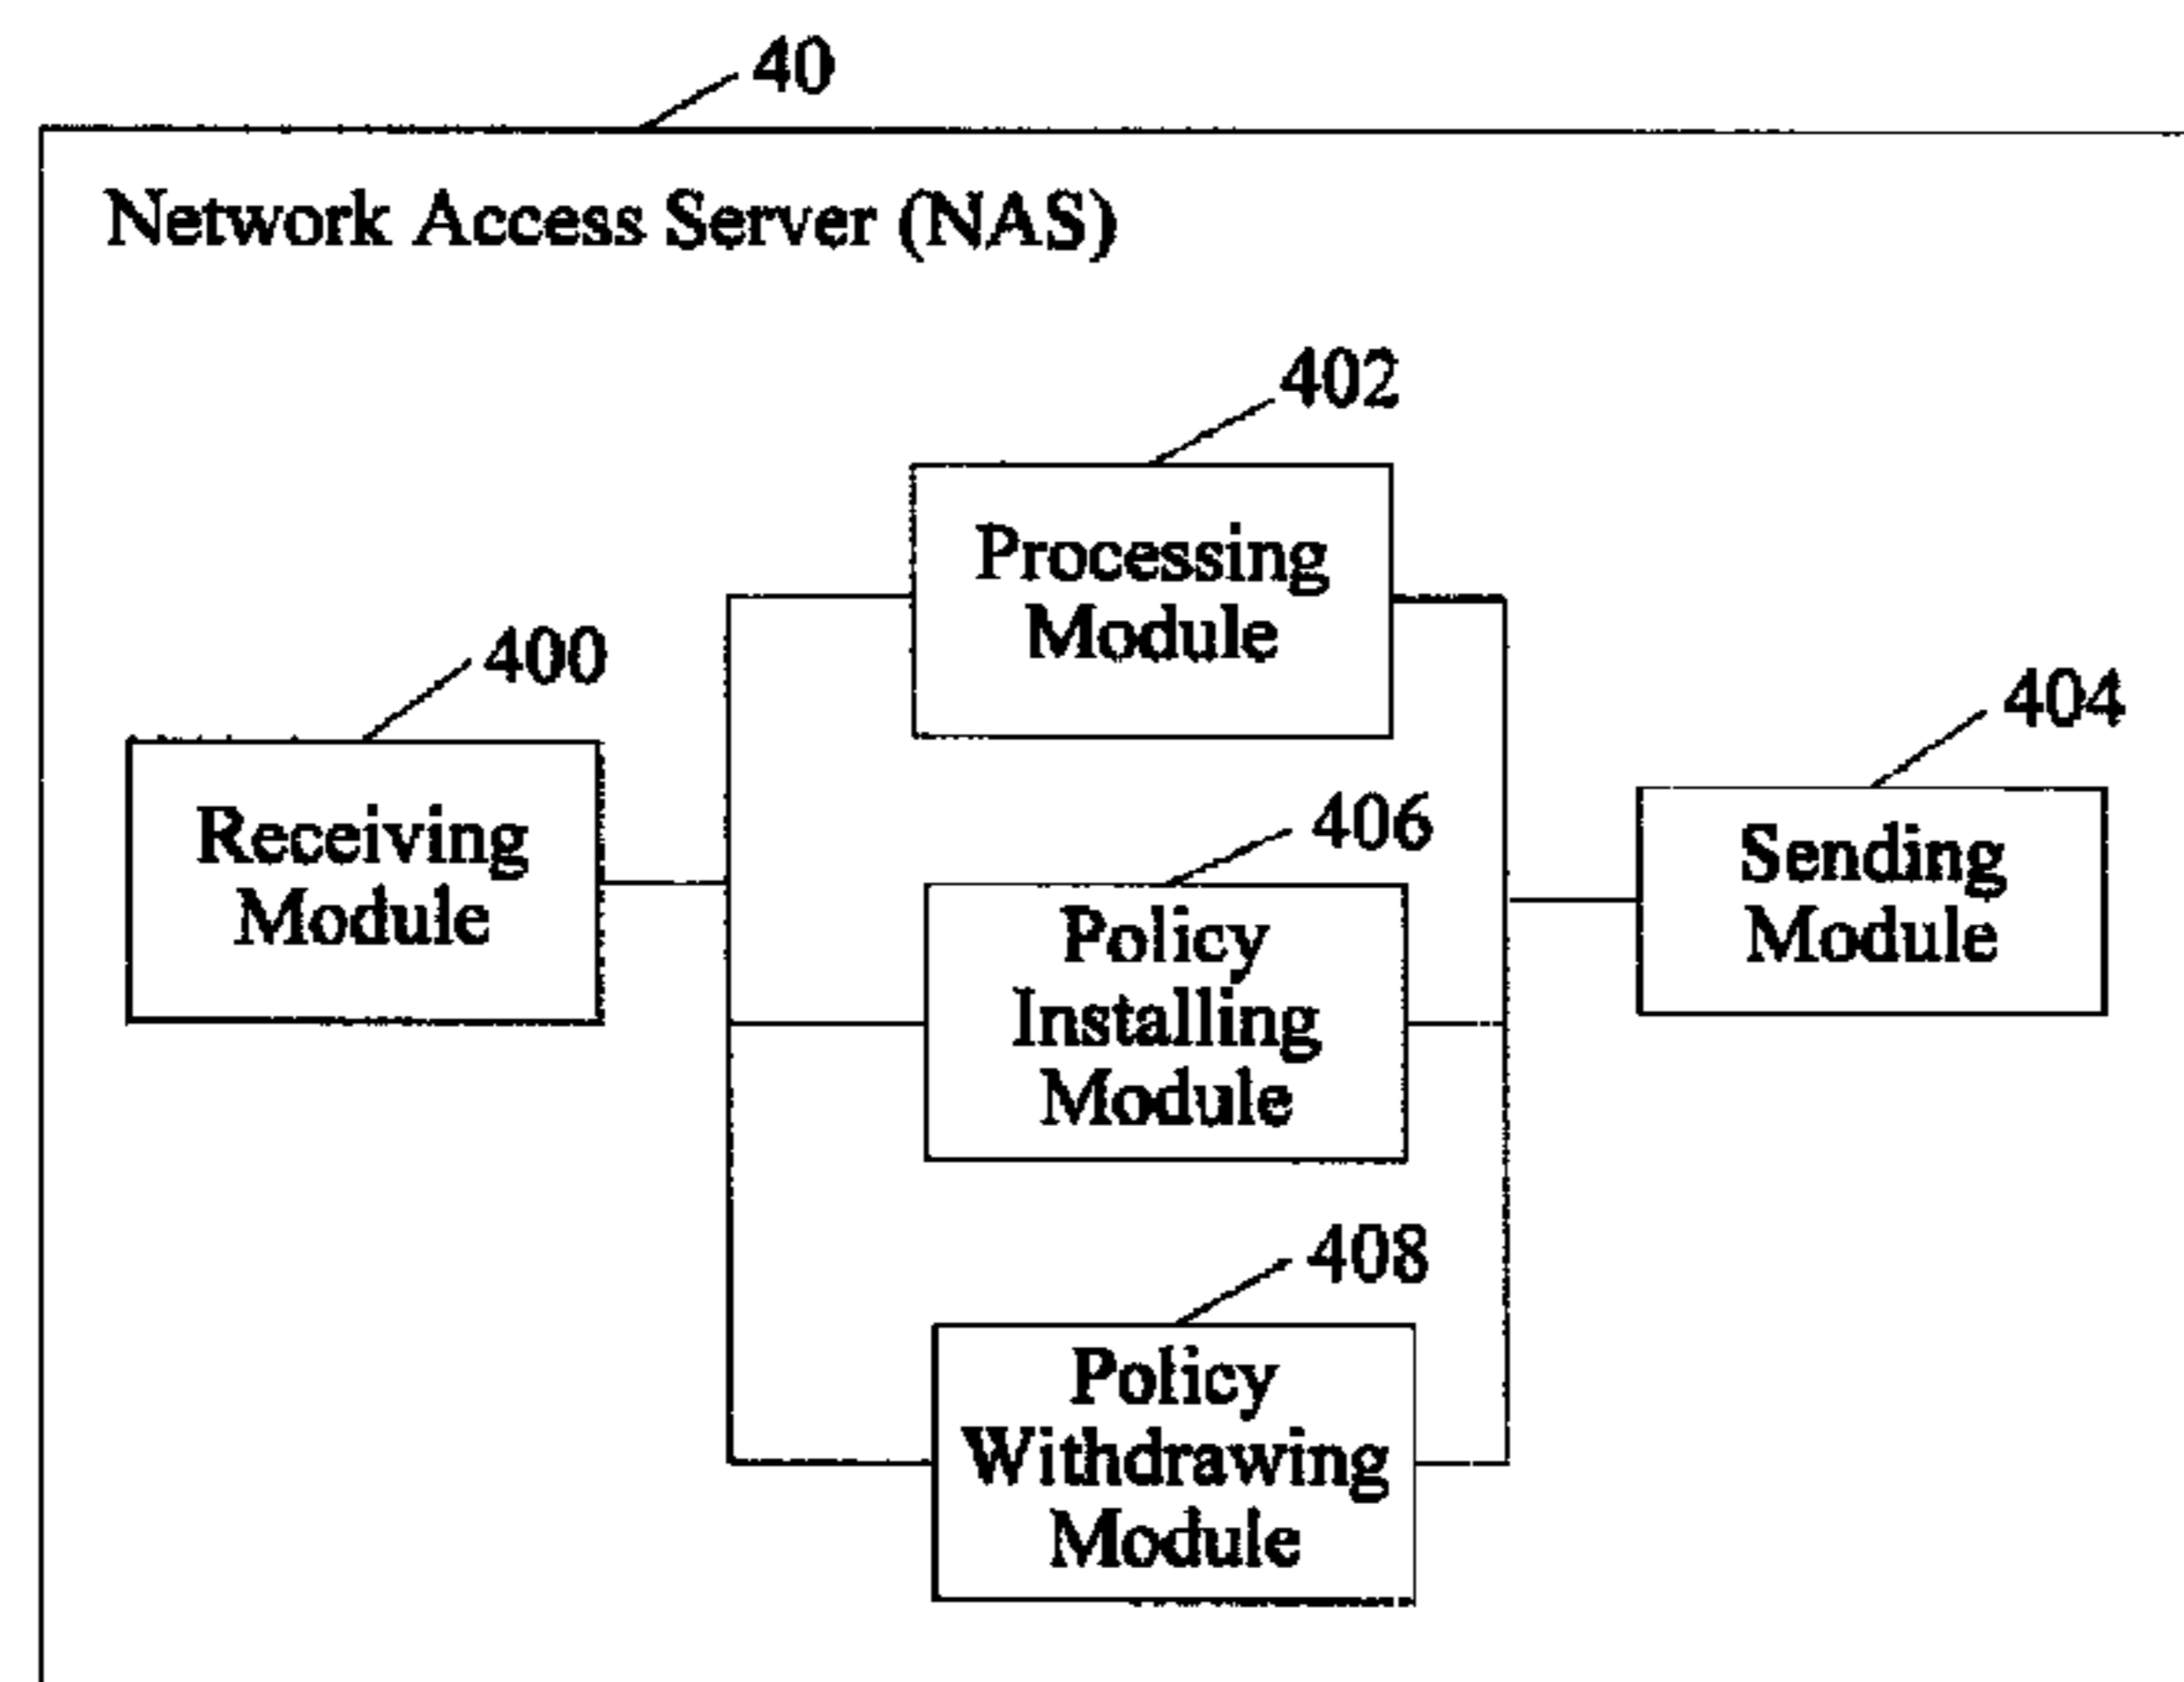 40
Network Access Server (NAS)
402
Processing
Module
400
Receiving
Module
404
Sending
Module
406
Policy
Installing
Module
408
Policy
Withdrawing
Module